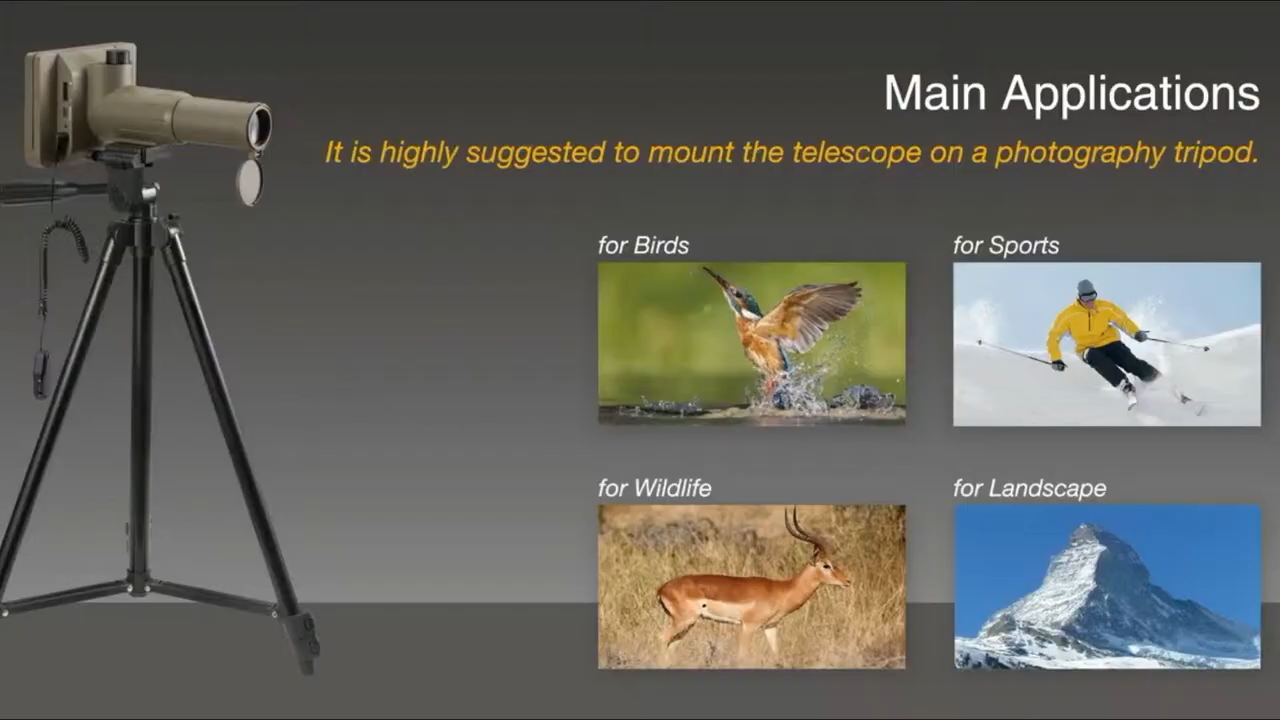 Main Applications
It is highly suggested to mount the telescope on a photography tripod.
for Birds
for Sports
for Wildlife
for Landscape